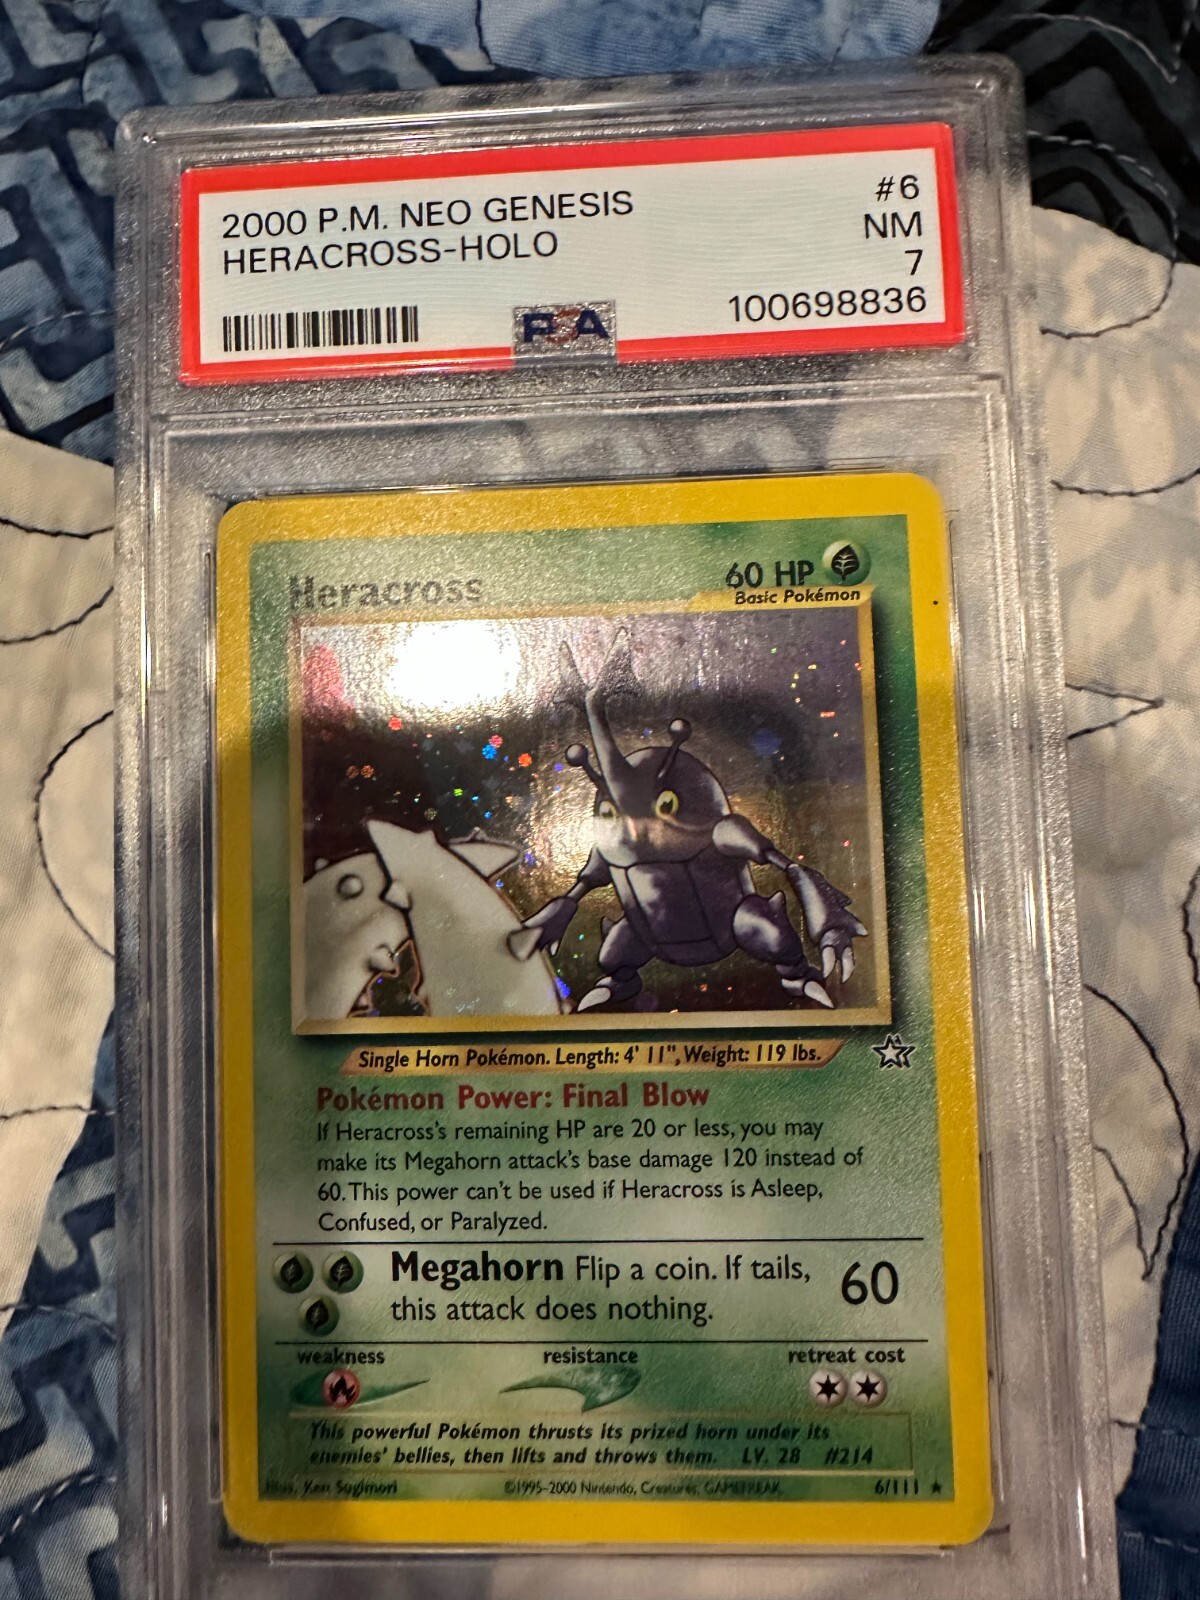 2000 P.M. NEO GENESIS #6
HERACROSS-HOLO NM
7
PSA 100698836
Heracross 60 HP
Basic Pokémon
Single Horn Pokémon. Length: 4' 11", Weight: 119 lbs.
Pokémon Power: Final Blow
If Heracross's remaining HP are 20 or less, you may
make its Megahorn attack's base damage 120 instead of
60. This power can't be used if Heracross is Asleep,
Confused, or Paralyzed.
Megahorn Flip a coin. If tails, 60
this attack does nothing.
weakness resistance retreat cost
This powerful Pokémon thrusts its prized horn under its
enemies' bellies, then lifts and throws them. LV. 28 #214
Illus. Ken Sugimori ©1995-2000 Nintendo, Creatures, GAMEFREAK. 6/111 ★